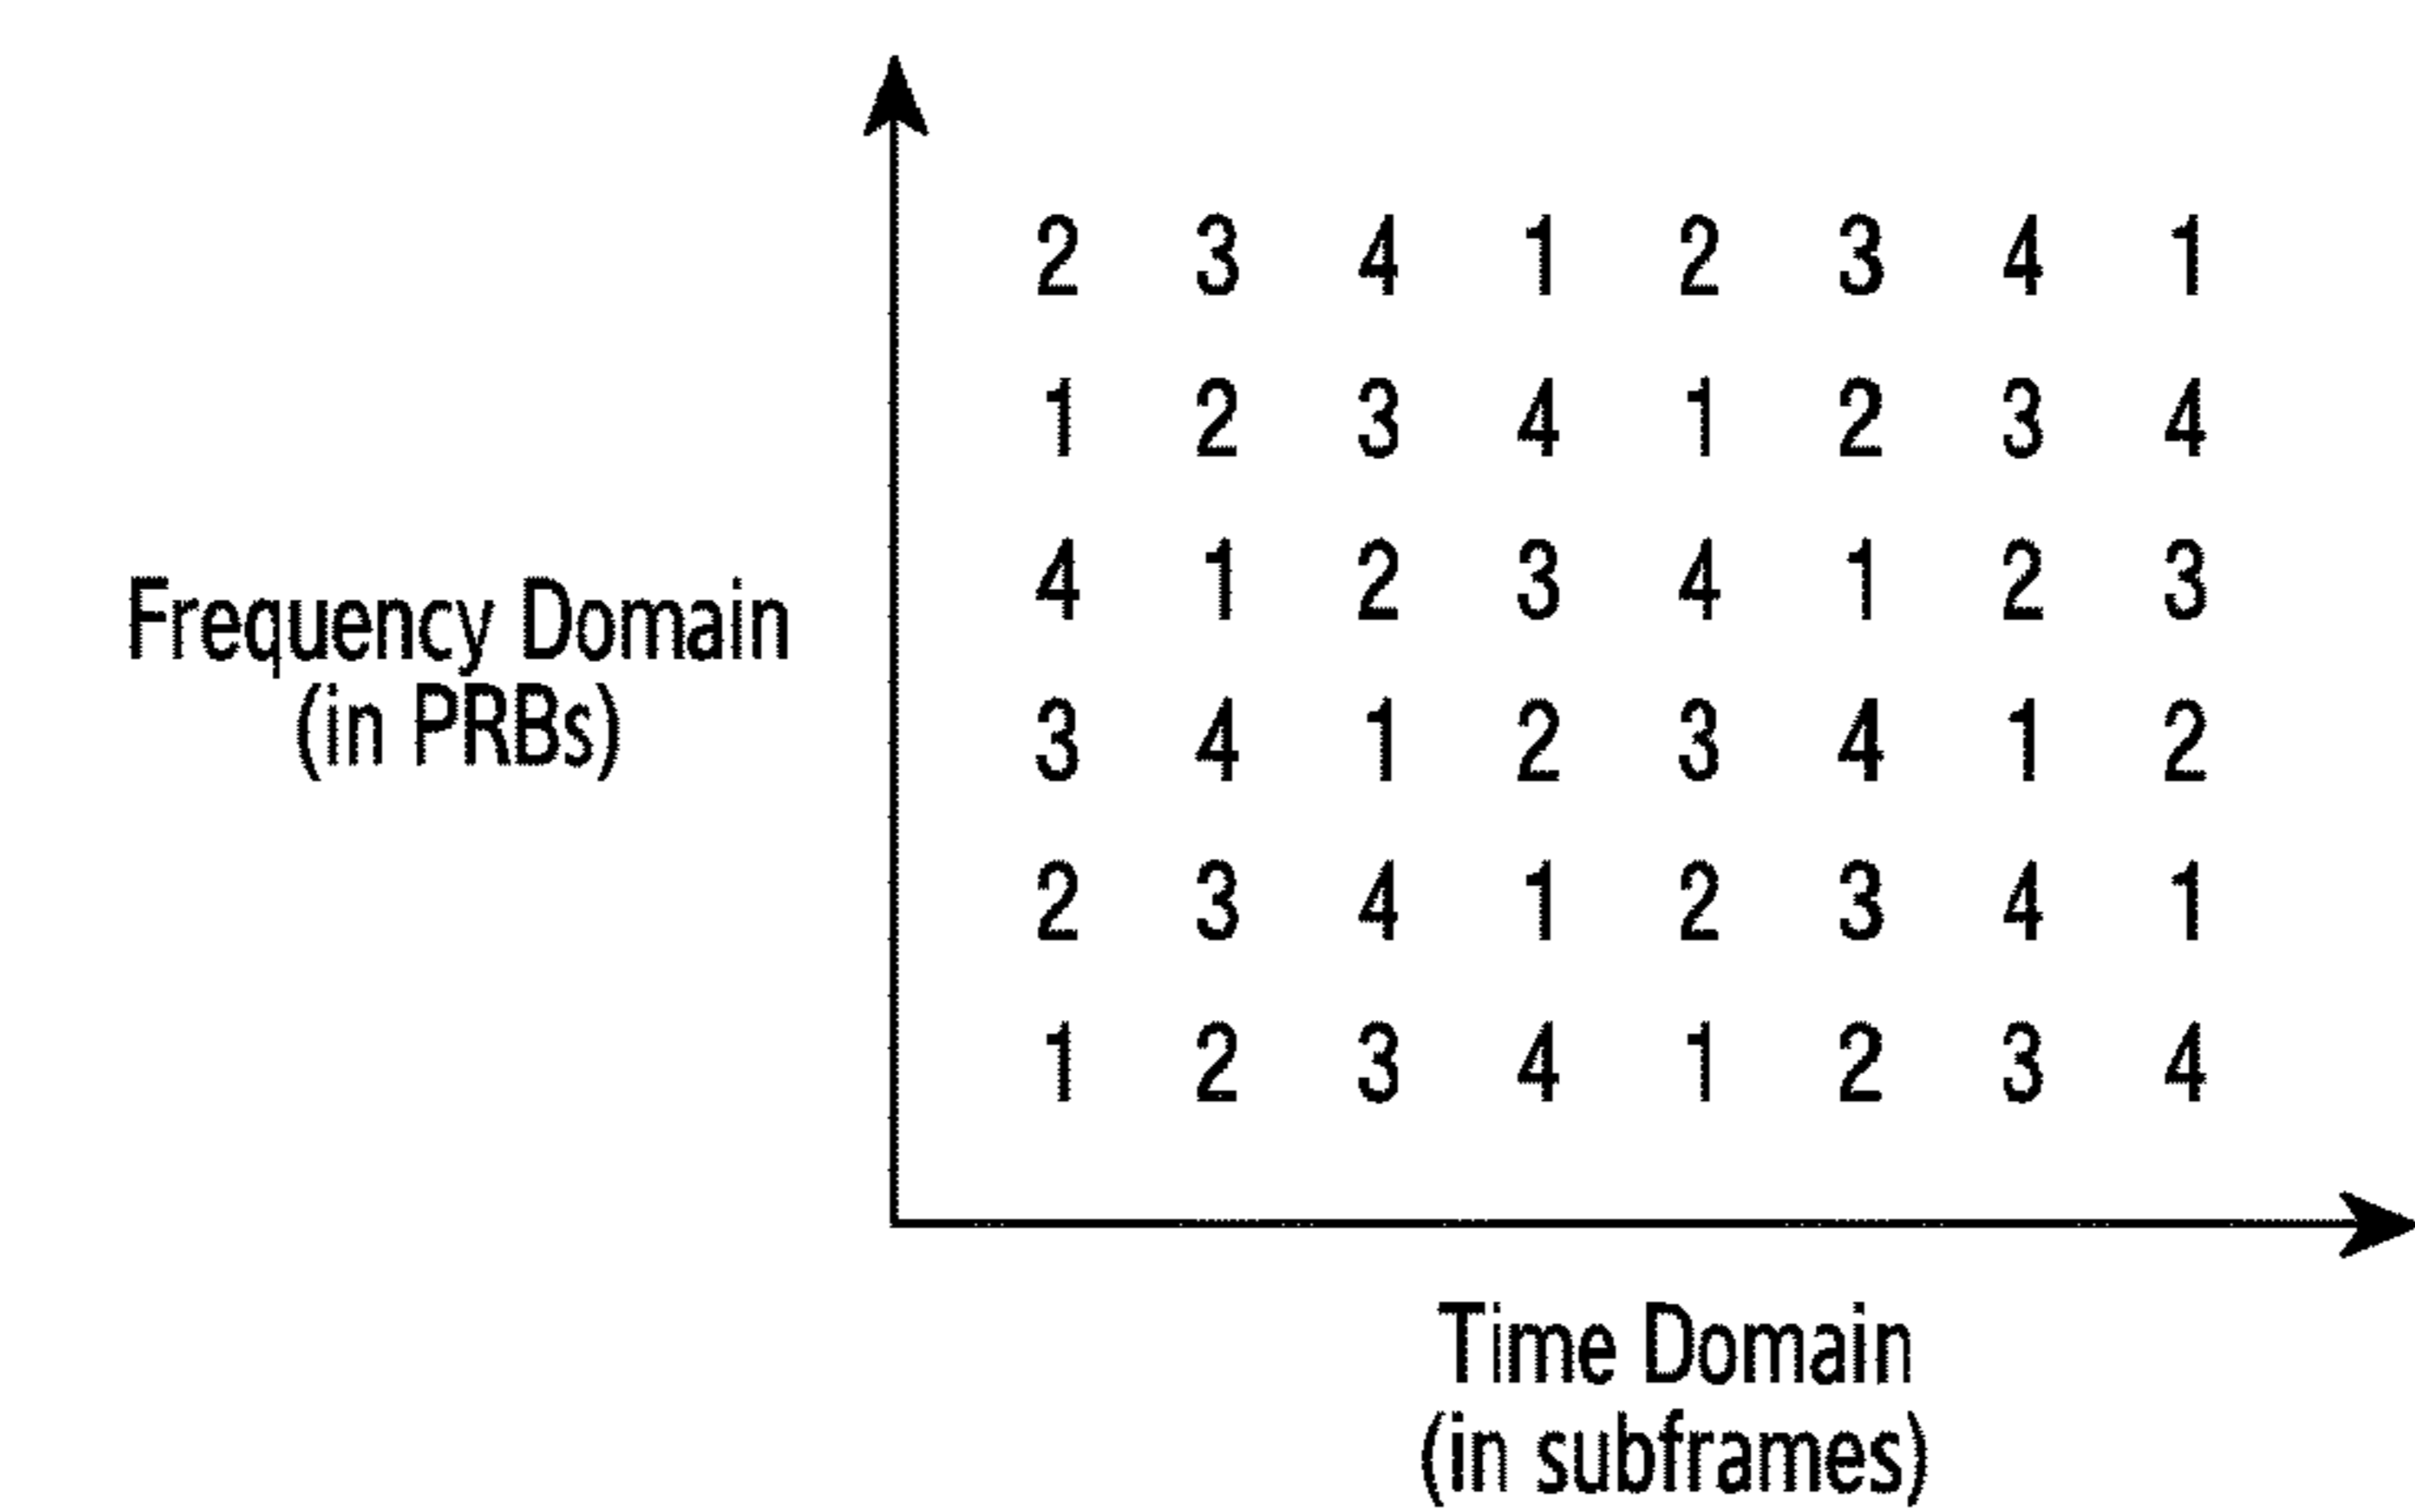 2 3 4 1 2 3 4 1
1 2 3 4 1 2 3 4
4 1 2 3 4 1 2 3
3 4 1 2 3 4 1 2
2 3 4 1 2 3 4 1
1 2 3 4 1 2 3 4
Frequency Domain
(in PRBs)
Time Domain
(in subframes)